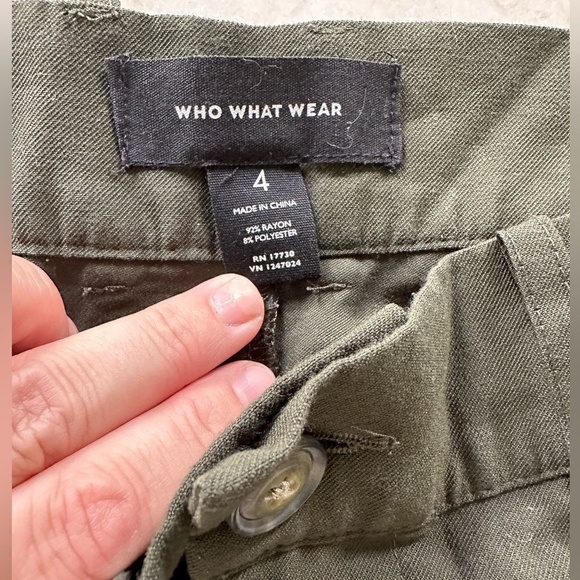 WHO WHAT WEAR
4
MADE IN CHINA
92% RAYON
8% POLYESTER
RN 17730
VN 1247024